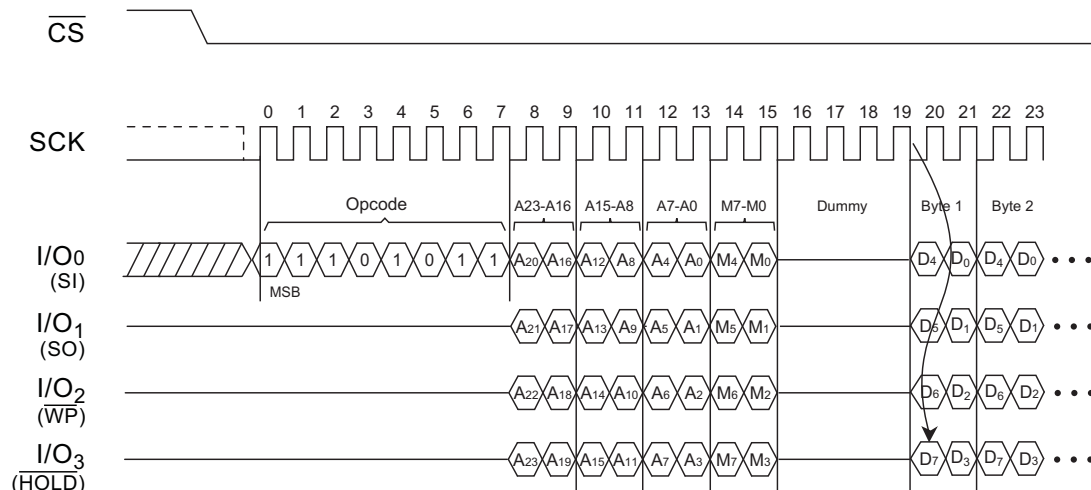 CS
0 1 2 3 4 5 6 7 8 9 10 11 12 13 14 15 16 17 18 19 20 21 22 23
SCK
Opcode A23-A16 A15-A8 A7-A0 M7-M0 Dummy Byte 1 Byte 2
I/O0 1 1 1 0 1 0 1 1 A20 A16 A12 A8 A4 A0 M4 M0 D4 D0 D4 D0 • • •
(SI)
MSB
I/O1 A21 A17 A13 A9 A5 A1 M5 M1 D5 D1 D5 D1 • • •
(SO)
I/O2 A22 A18 A14 A10 A6 A2 M6 M2 D6 D2 D6 D2 • • •
(WP)
I/O3 A23 A19 A15 A11 A7 A3 M7 M3 D7 D3 D7 D3 • • •
(HOLD)